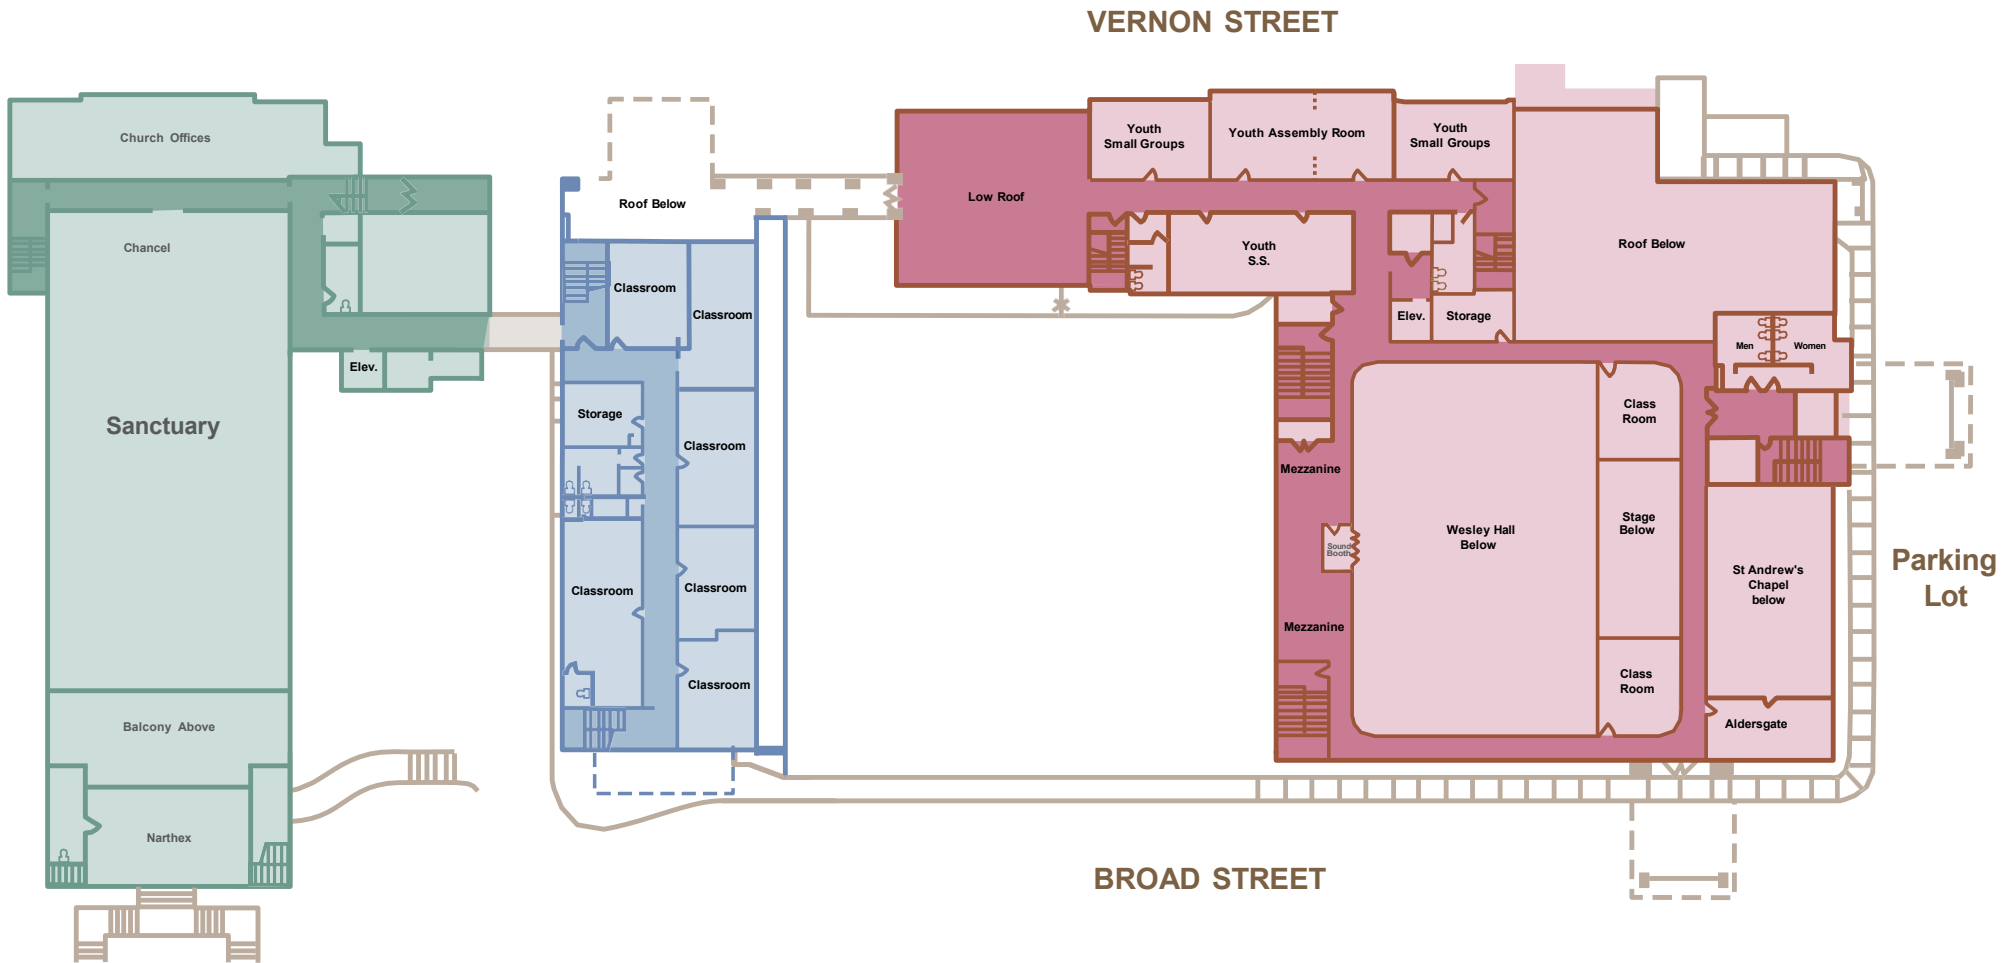 VERNON STREET
Church Offices
Chancel
Elev.
Sanctuary
Balcony Above
Narthex
Roof Below
Classroom
Classroom
Storage
Classroom
Classroom
Classroom
Classroom
Low Roof
Youth
Small Groups
Youth Assembly Room
Youth
Small Groups
Youth
S.S.
Roof Below
Elev.
Storage
Men
Women
Class
Room
Mezzanine
Wesley Hall
Below
Stage
Below
Sound
Booth
St Andrew's
Chapel
below
Mezzanine
Class
Room
Aldersgate
Parking
Lot
BROAD STREET